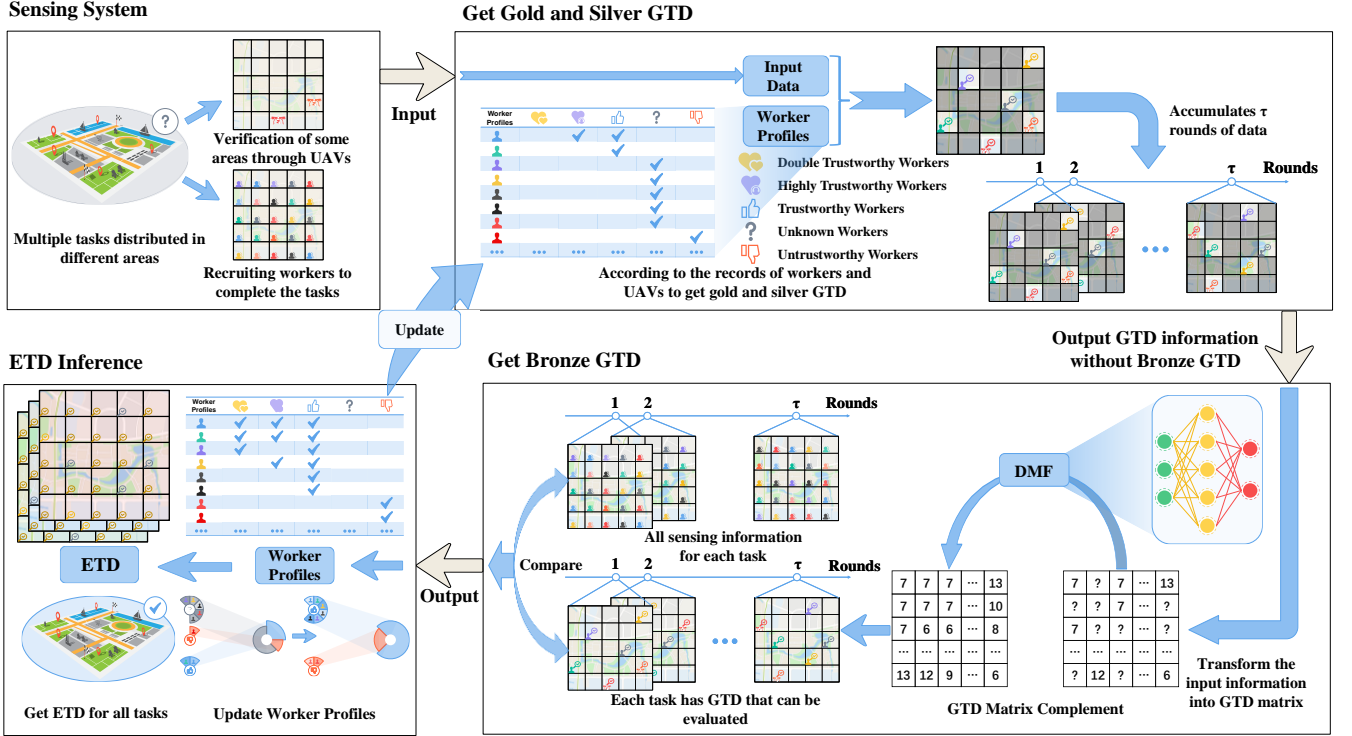 Sensing System
?
Verification of some
areas through UAVs
Multiple tasks distributed in
different areas
Recruiting workers to
complete the tasks
Input
Get Gold and Silver GTD
Input
Data
Worker
Profiles
Worker
Profiles
?
... ... ... ... ... ...
Double Trustworthy Workers
Highly Trustworthy Workers
Trustworthy Workers
? Unknown Workers
Untrustworthy Workers
According to the records of workers and
UAVs to get gold and silver GTD
Accumulates τ
rounds of data
1 2 τ Rounds
...
Output GTD information
without Bronze GTD
Update
Get Bronze GTD
1 2 τ Rounds
All sensing information
for each task
Compare
1 2 τ Rounds
...
Each task has GTD that can be
evaluated
DMF
7 7 7 ... 13
7 7 7 ... 10
7 6 6 ... 8
... ... ... ... ...
13 12 9 ... 6
7 ? 7 ... 13
? ? 7 ... ?
7 ? ? ... ?
... ... ... ... ...
? 12 ? ... 6
GTD Matrix Complement
Transform the
input information
into GTD matrix
Output
ETD Inference
Worker
Profiles
?
... ... ... ... ... ...
ETD
Worker
Profiles
Get ETD for all tasks
Update Worker Profiles